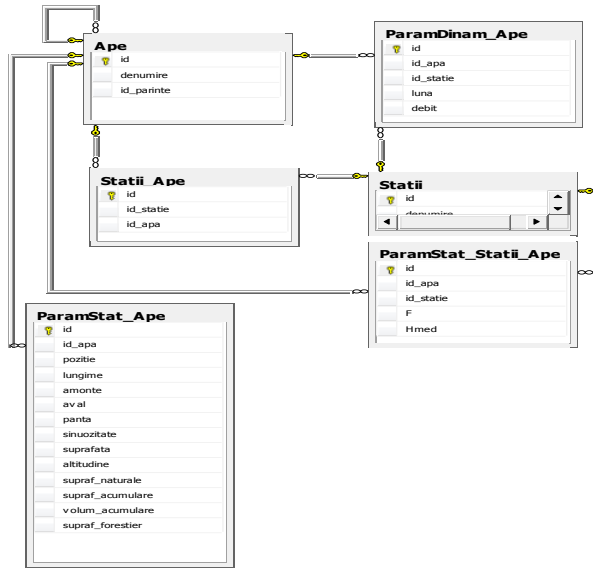 Ape
id
denumire
id_parinte
ParamDinam_Ape
id
id_apa
id_statie
luna
debit
Statii_Ape
id
id_statie
id_apa
Statii
id
denumire
ParamStat_Statii_Ape
id
id_apa
id_statie
F
Hmed
ParamStat_Ape
id
id_apa
pozitie
lungime
amonte
aval
panta
sinuozitate
suprafata
altitudine
supraf_naturale
supraf_acumulare
volum_acumulare
supraf_forestier